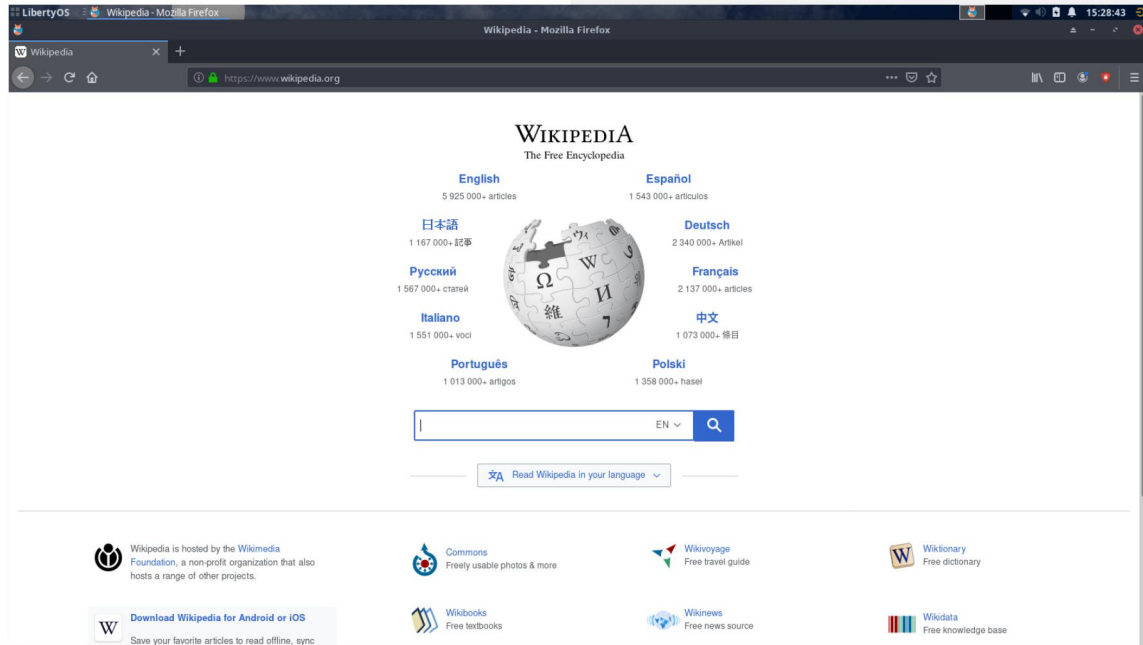 LibertyOS
Wikipedia - Mozilla Firefox
15:28:43
Wikipedia - Mozilla Firefox
W Wikipedia
https://www.wikipedia.org
WIKIPEDIA
The Free Encyclopedia
English
5 925 000+ articles
Español
1 543 000+ artículos
日本語
1 167 000+ 記事
Deutsch
2 340 000+ Artikel
Русский
1 567 000+ статей
Français
2 137 000+ articles
Italiano
1 551 000+ voci
中文
1 073 000+ 條目
Português
1 013 000+ artigos
Polski
1 358 000+ haseł
Ω W И 維 7
EN
Read Wikipedia in your language
Wikipedia is hosted by the Wikimedia
Foundation, a non-profit organization that also
hosts a range of other projects.
W
Download Wikipedia for Android or iOS
Save your favorite articles to read offline, sync
Commons
Freely usable photos & more
Wikivoyage
Free travel guide
W
Wiktionary
Free dictionary
Wikibooks
Free textbooks
Wikinews
Free news source
Wikidata
Free knowledge base